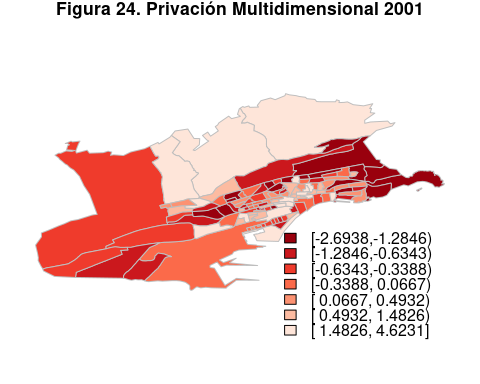 Figura 24. Privación Multidimensional 2001
[-2.6938,-1.2846)
[-1.2846,-0.6343)
[-0.6343,-0.3388)
[-0.3388, 0.0667)
[ 0.0667, 0.4932)
[ 0.4932, 1.4826)
[ 1.4826, 4.6231]